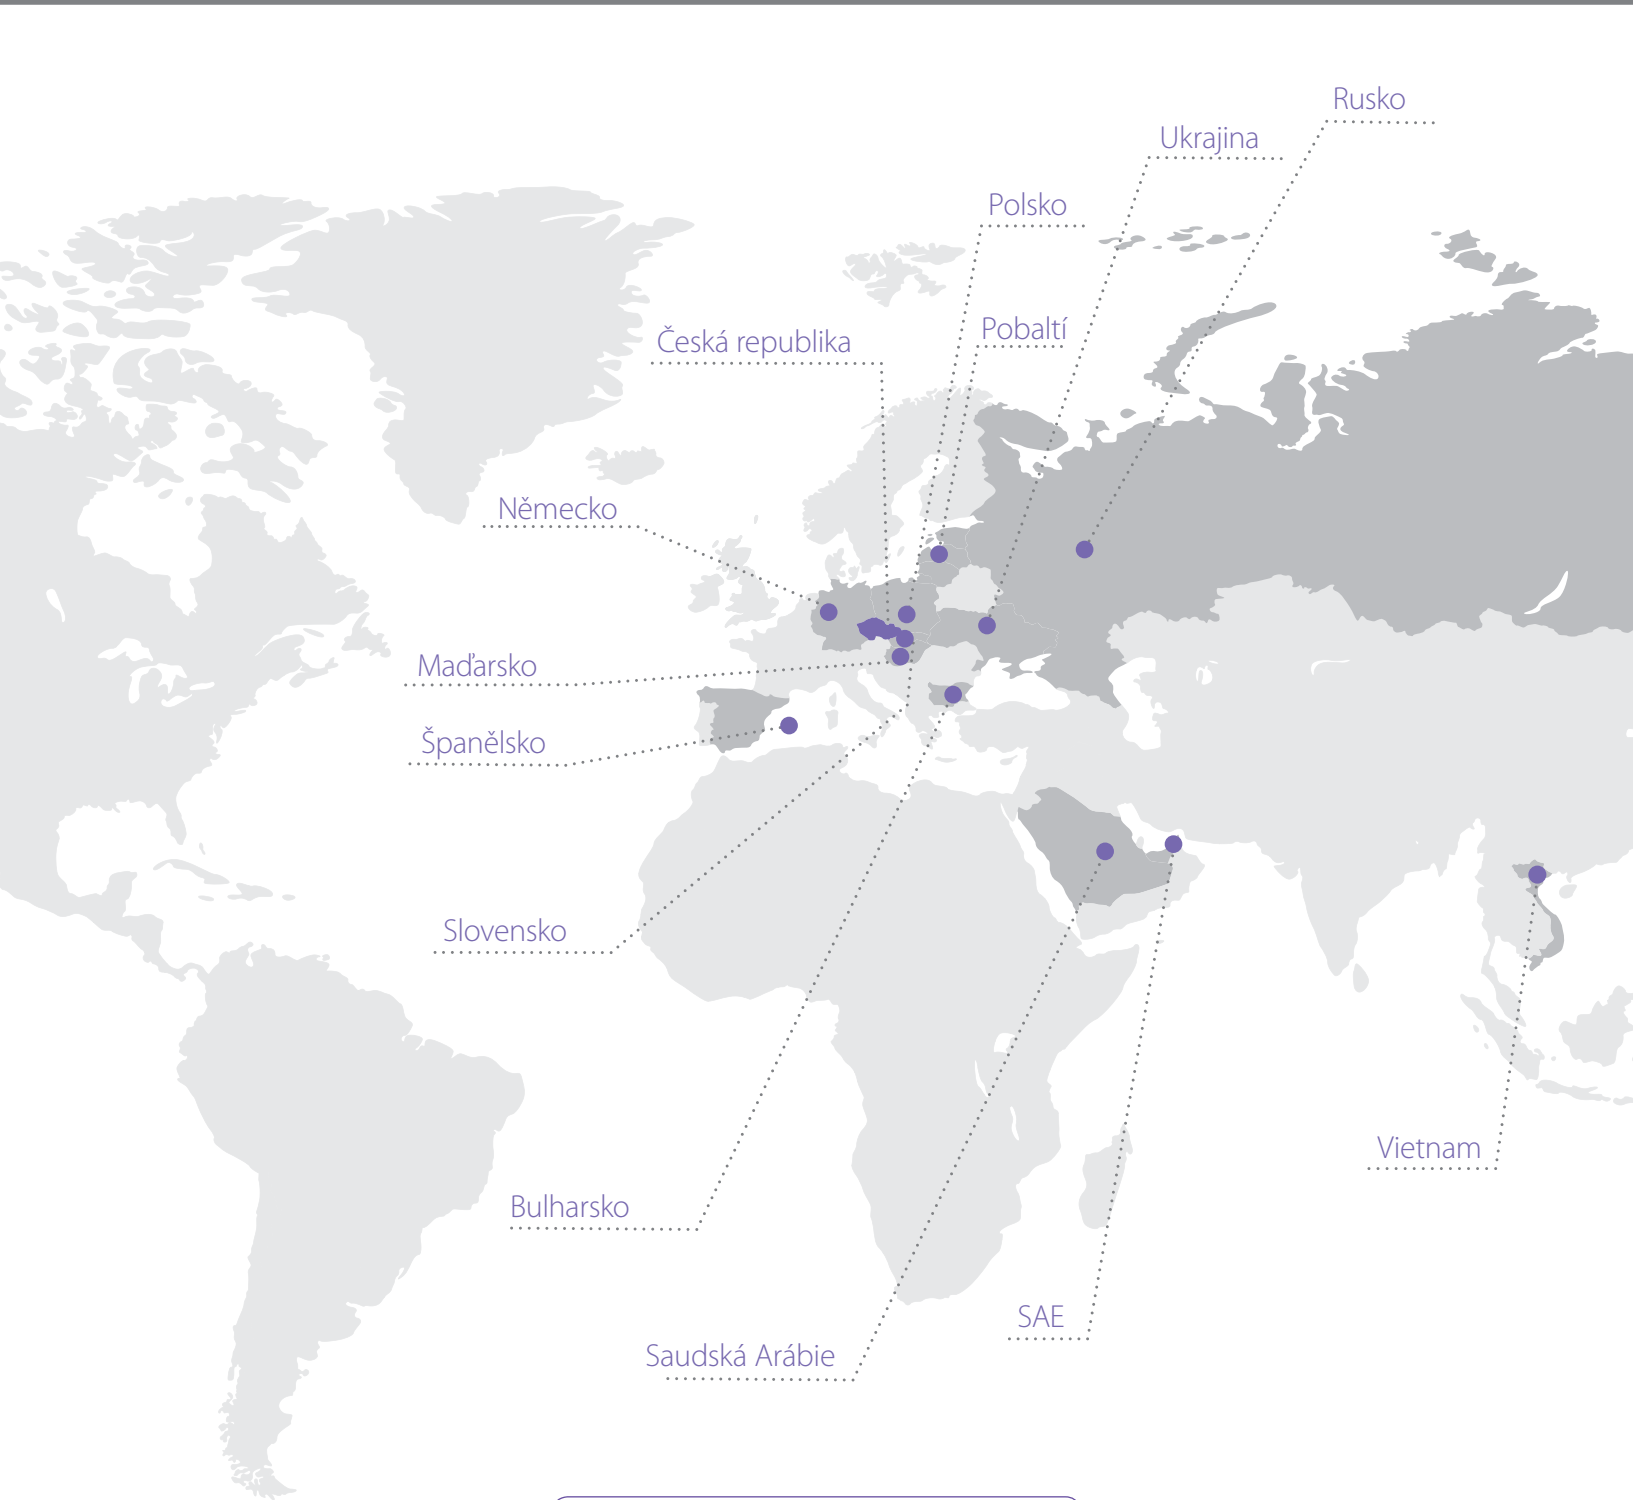 Rusko
Ukrajina
Polsko
Pobaltí
Česká republika
Německo
Maďarsko
Španělsko
Slovensko
Vietnam
Bulharsko
SAE
Saudská Arábie